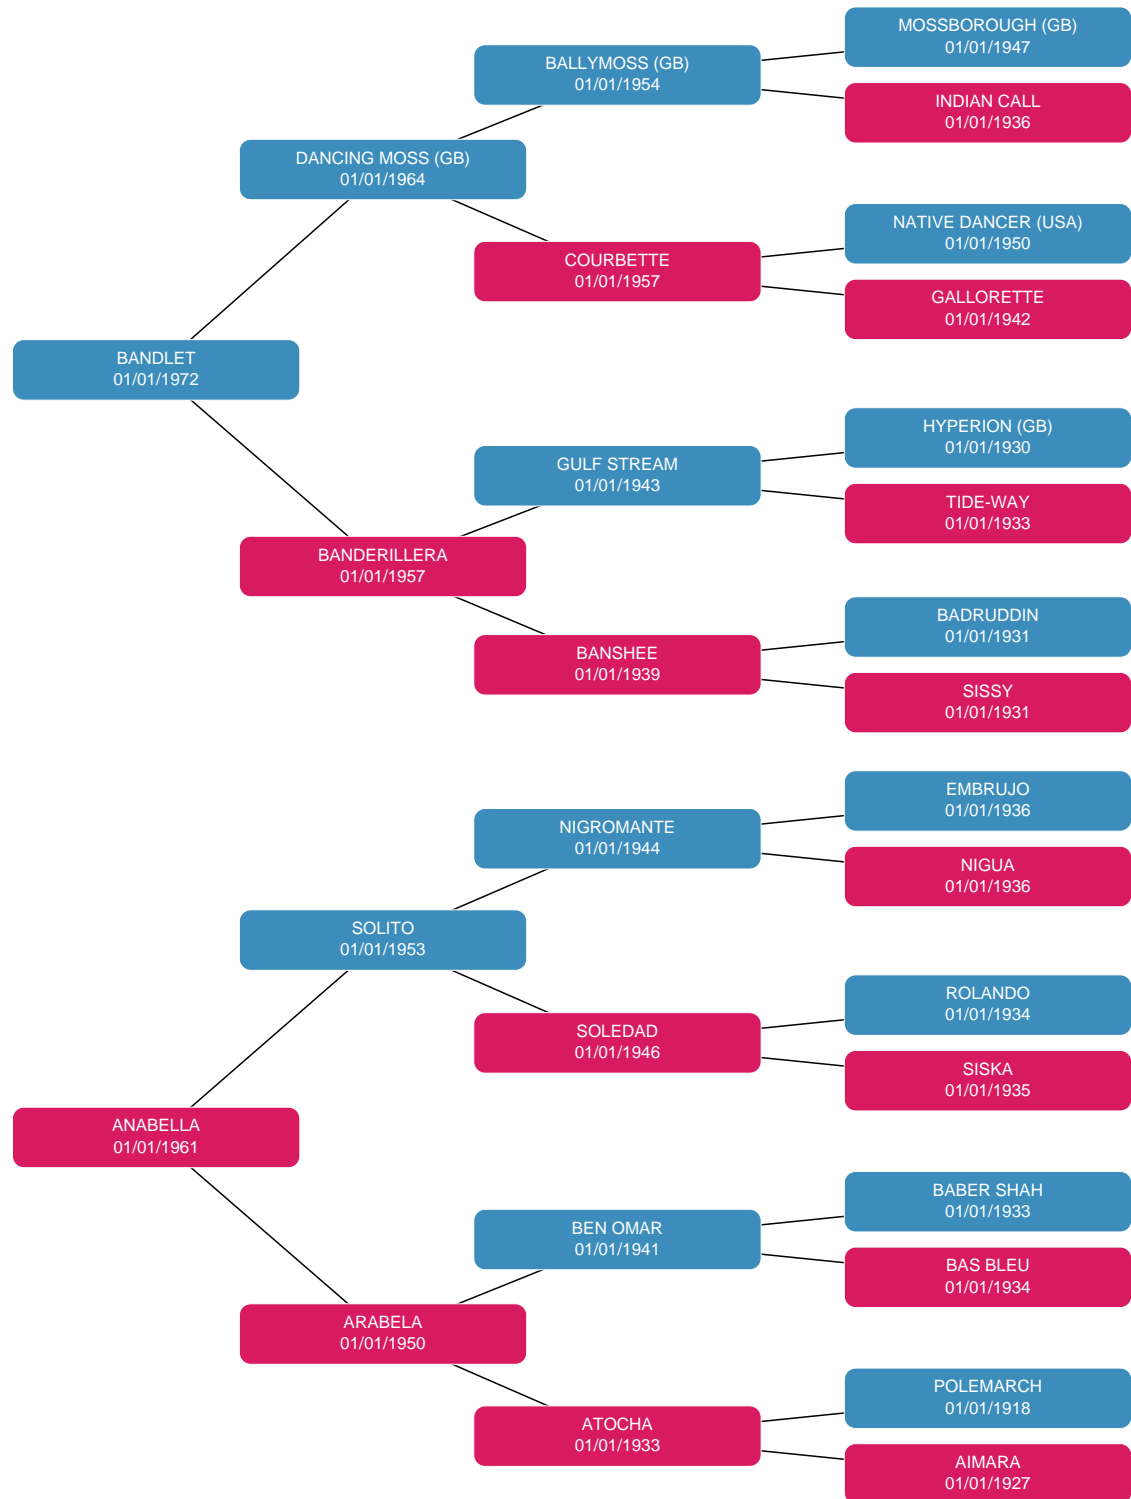 MOSSBOROUGH (GB)
01/01/1947
BALLYMOSS (GB)
01/01/1954
INDIAN CALL
01/01/1936
DANCING MOSS (GB)
01/01/1964
NATIVE DANCER (USA)
01/01/1950
COURBETTE
01/01/1957
GALLORETTE
01/01/1942
BANDLET
01/01/1972
HYPERION (GB)
01/01/1930
GULF STREAM
01/01/1943
TIDE-WAY
01/01/1933
BANDERILLERA
01/01/1957
BADRUDDIN
01/01/1931
BANSHEE
01/01/1939
SISSY
01/01/1931
EMBRUJO
01/01/1936
NIGROMANTE
01/01/1944
NIGUA
01/01/1936
SOLITO
01/01/1953
ROLANDO
01/01/1934
SOLEDAD
01/01/1946
SISKA
01/01/1935
ANABELLA
01/01/1961
BABER SHAH
01/01/1933
BEN OMAR
01/01/1941
BAS BLEU
01/01/1934
ARABELA
01/01/1950
POLEMARCH
01/01/1918
ATOCHA
01/01/1933
AIMARA
01/01/1927